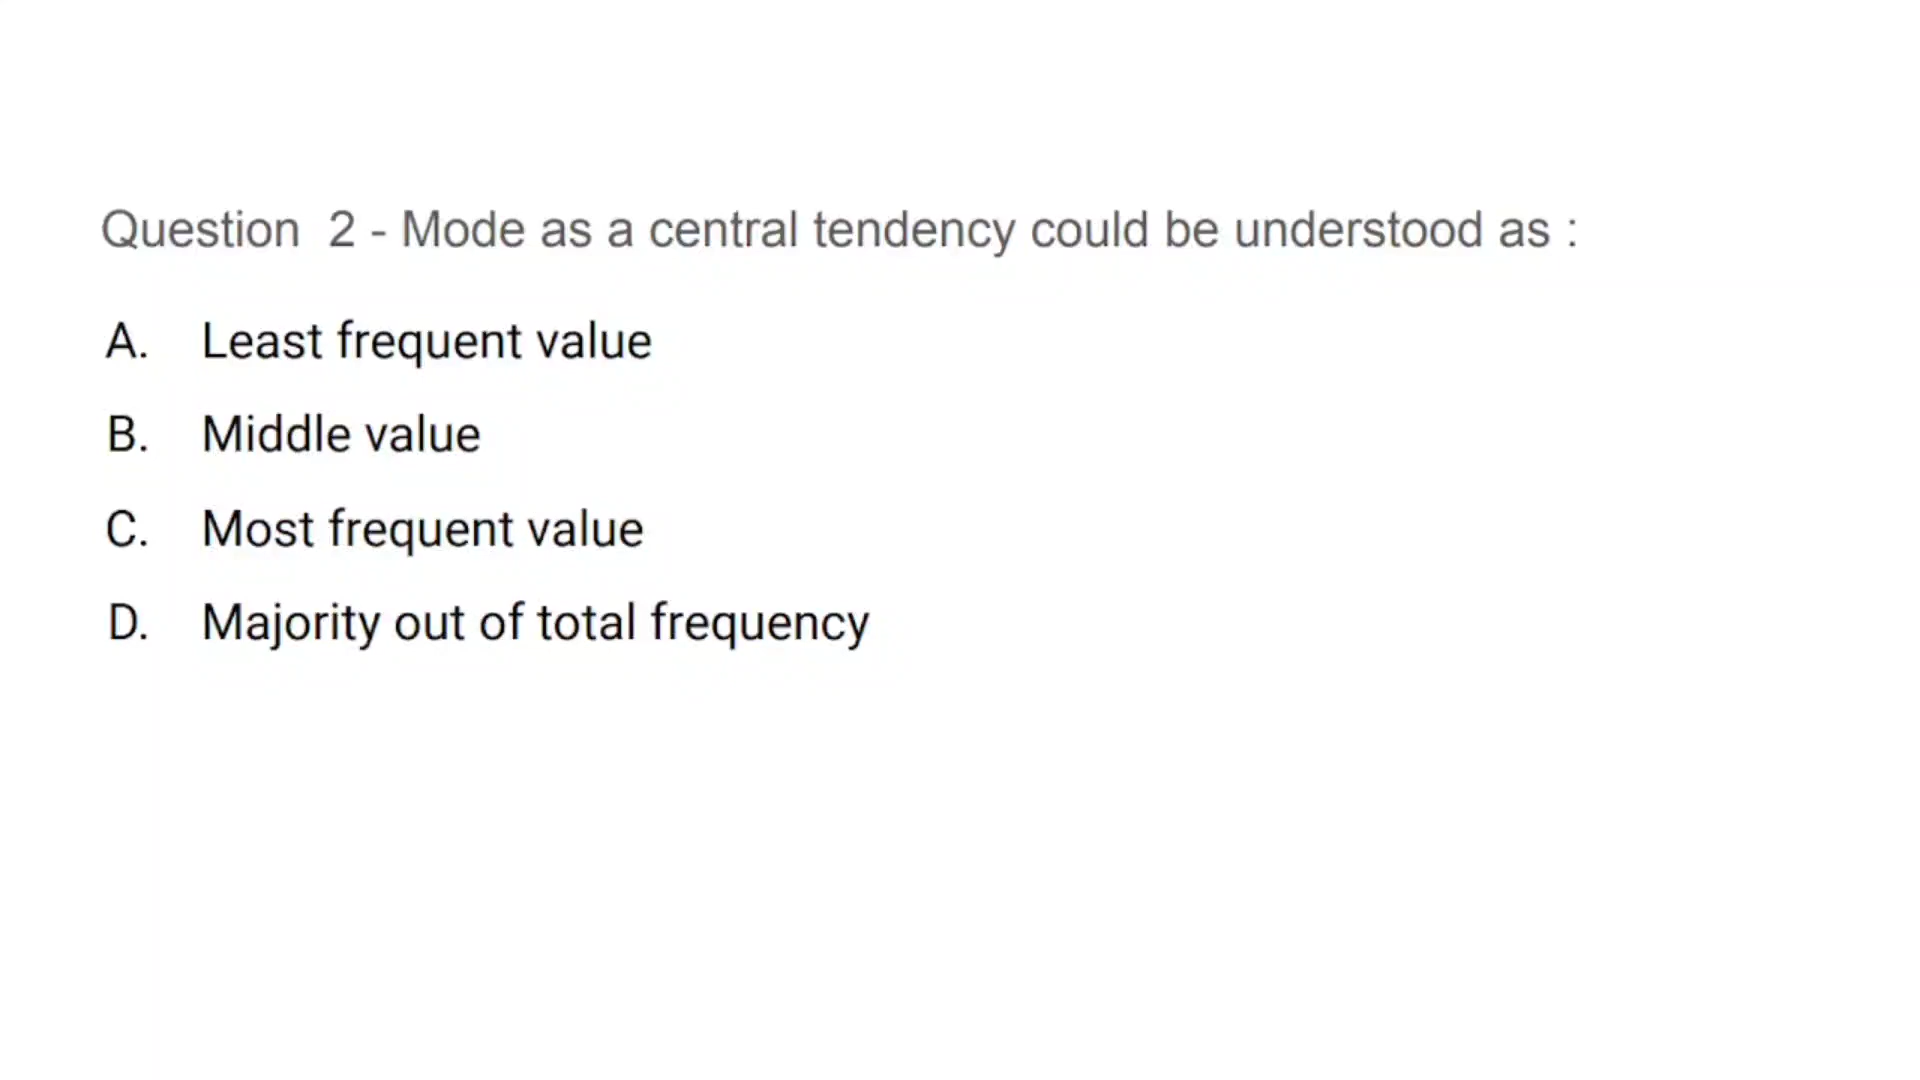 Question  2 - Mode as a central tendency could be understood as :
A. Least frequent value
B. Middle value
C. Most frequent value
D. Majority out of total frequency